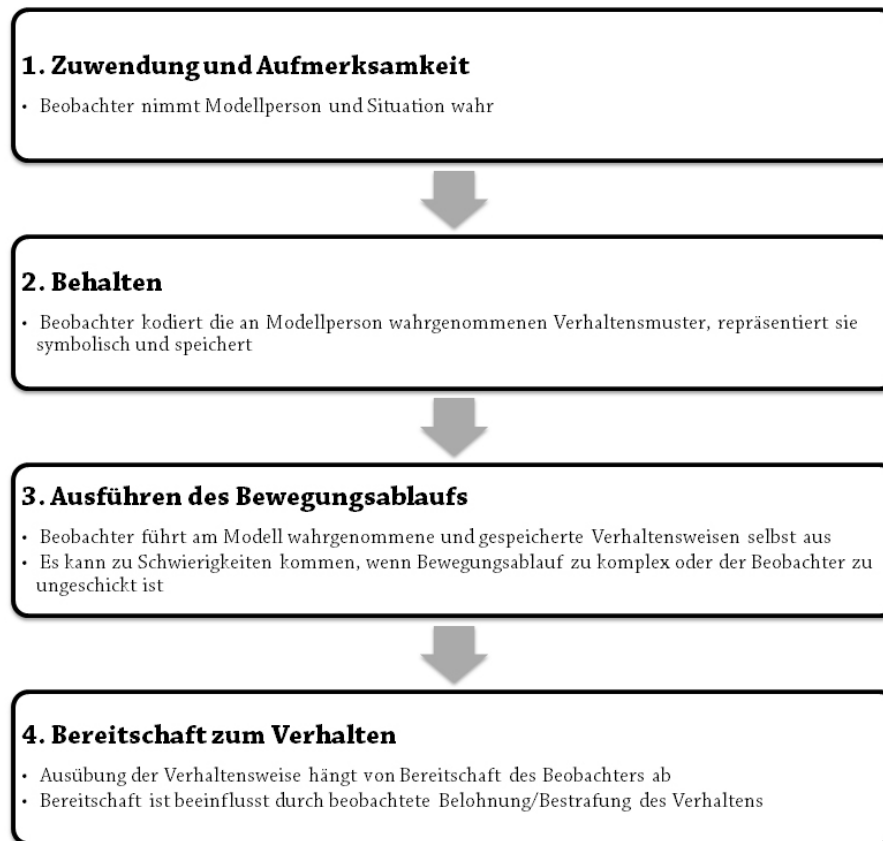 1. Zuwendung und Aufmerksamkeit
• Beobachter nimmt Modellperson und Situation wahr
2. Behalten
• Beobachter kodiert die an Modellperson wahrgenommenen Verhaltensmuster, repräsentiert sie
symbolisch und speichert
3. Ausführen des Bewegungsablaufs
• Beobachter führt am Modell wahrgenommene und gespeicherte Verhaltensweisen selbst aus
• Es kann zu Schwierigkeiten kommen, wenn Bewegungsablauf zu komplex oder der Beobachter zu
ungeschickt ist
4. Bereitschaft zum Verhalten
• Ausübung der Verhaltensweise hängt von Bereitschaft des Beobachters ab
• Bereitschaft ist beeinflusst durch beobachtete Belohnung/Bestrafung des Verhaltens